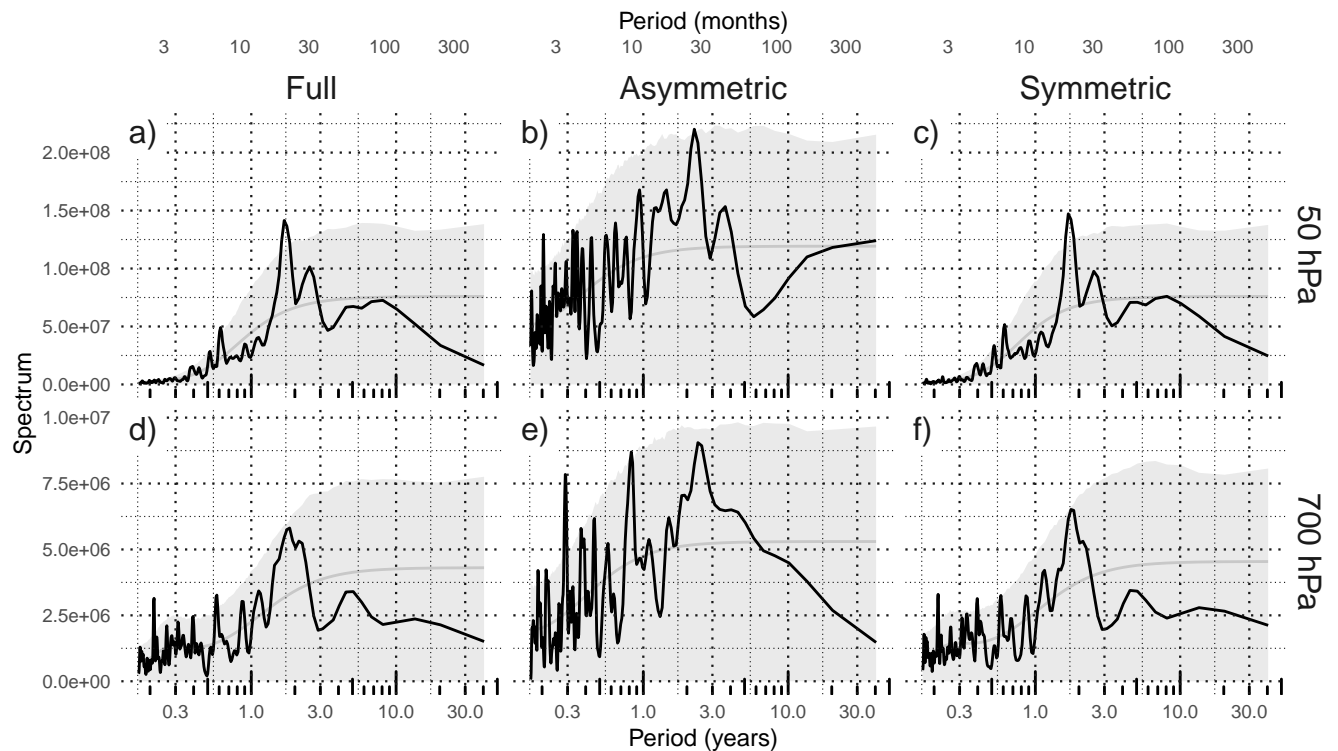 Period (months)
3 10 30 100 300 3 10 30 100 300 3 10 30 100 300
Full Asymmetric Symmetric
a) b) c)
2.0e+08
1.5e+08
1.0e+08
5.0e+07
0.0e+00
50 hPa
Spectrum
d) e) f)
1.0e+07
7.5e+06
5.0e+06
2.5e+06
0.0e+00
700 hPa
0.3 1.0 3.0 10.0 30.0 0.3 1.0 3.0 10.0 30.0 0.3 1.0 3.0 10.0 30.0
Period (years)